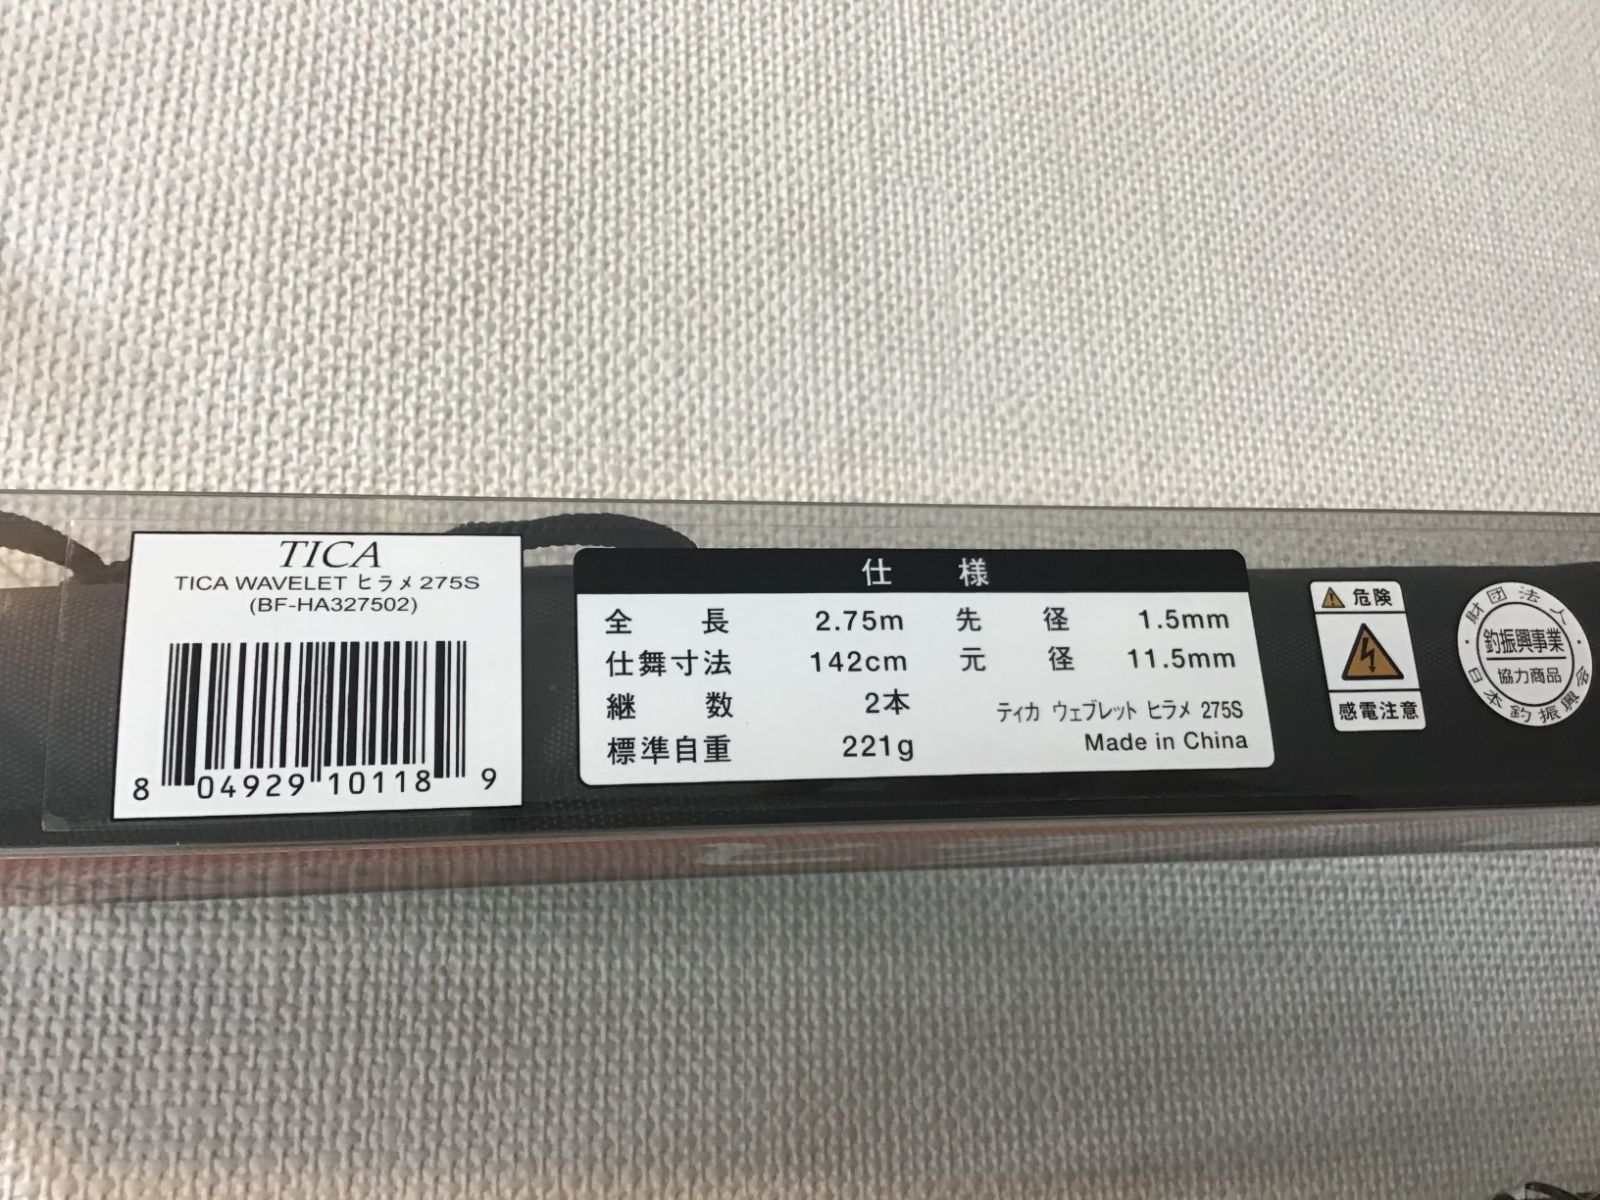 TICA
TICA WAVELET ヒラメ 275S
(BF-HA327502)
8 04929 10118 9
仕 様
全 長 2.75m 先 径 1.5mm
仕舞寸法 142cm 元 径 11.5mm
継 数 2本
標準自重 221g
ティカ ウェブレット ヒラメ 275S
Made in China
危険
感電注意
財団法人
釣振興事業
協力商品
日本釣振興会